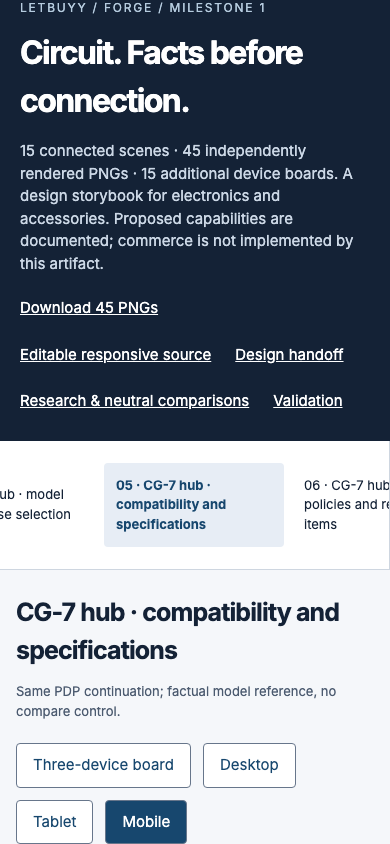 LETBUYY / FORGE / MILESTONE 1
Circuit. Facts before
connection.
15 connected scenes · 45 independently
rendered PNGs · 15 additional device boards. A
design storybook for electronics and
accessories. Proposed capabilities are
documented; commerce is not implemented by
this artifact.
Download 45 PNGs
Editable responsive source Design handoff
Research & neutral comparisons Validation
ub · model
se selection
05 · CG-7 hub ·
compatibility and
specifications
06 · CG-7 hub
policies and re
items
CG-7 hub · compatibility and
specifications
Same PDP continuation; factual model reference, no
compare control.
Three-device board Desktop
Tablet Mobile